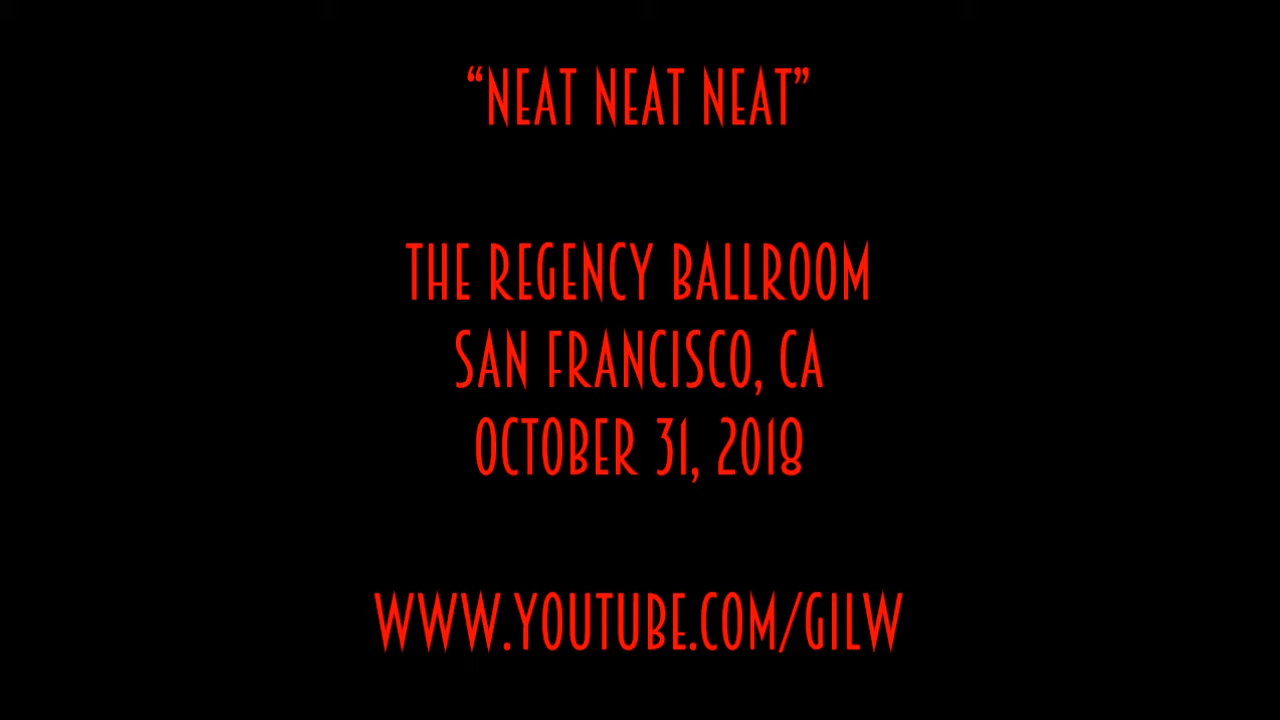 “NEAT NEAT NEAT”
THE REGENCY BALLROOM
SAN FRANCISCO, CA
OCTOBER 31, 2018
WWW.YOUTUBE.COM/GILW